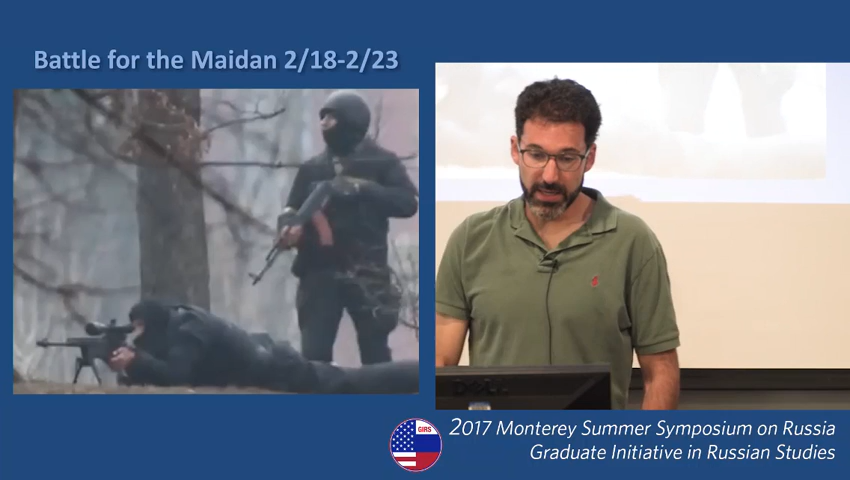 Battle for the Maidan 2/18-2/23
DELL
GIRS
2017 Monterey Summer Symposium on Russia
Graduate Initiative in Russian Studies